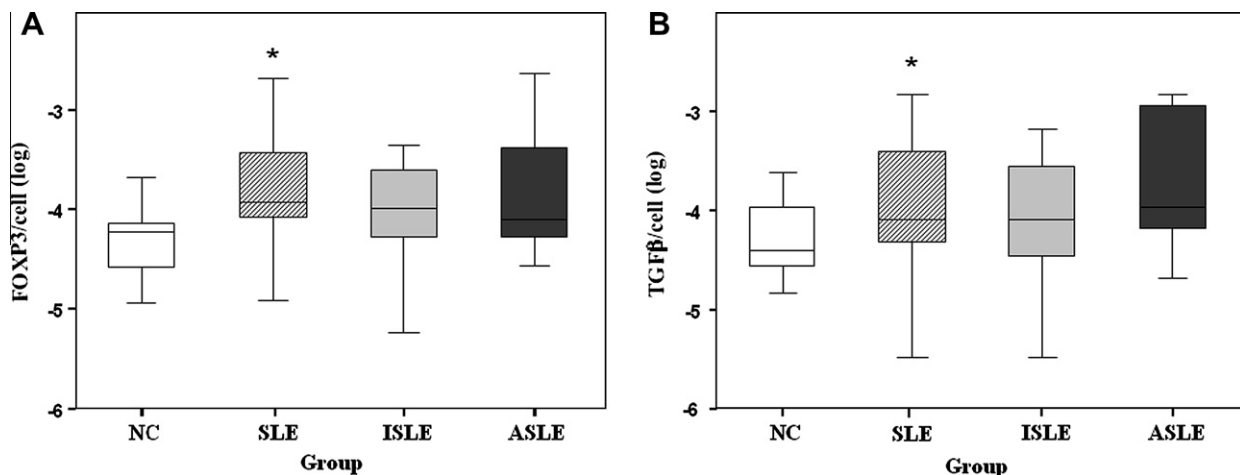 A
*
FOXP3/cell (log)
-3
-4
-5
-6
NC SLE ISLE ASLE
Group
B
*
TGFβ/cell (log)
-3
-4
-5
-6
NC SLE ISLE ASLE
Group